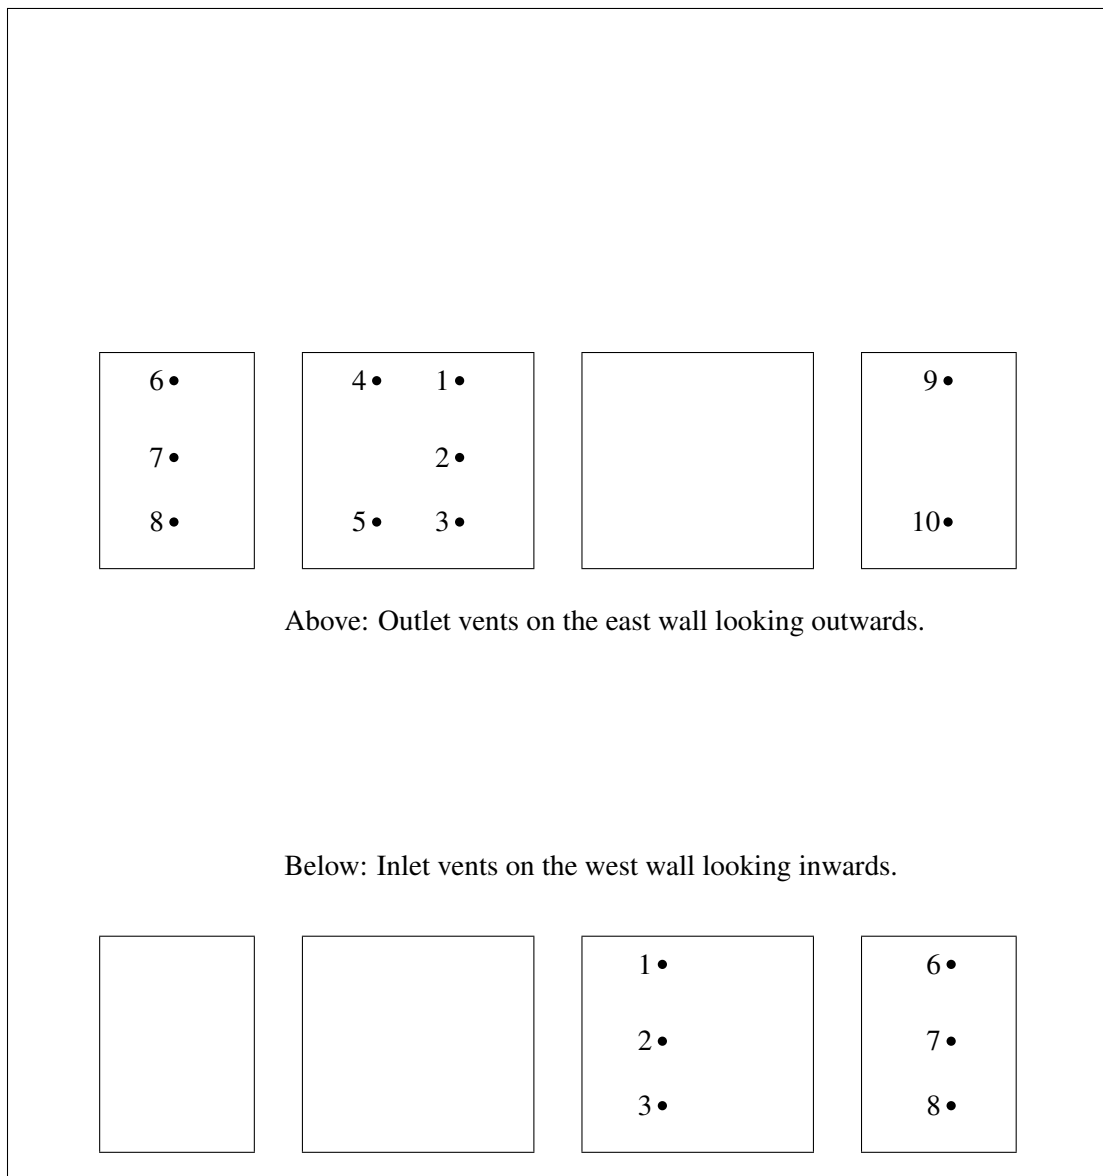 6 4 1 9
7 2
8 5 3 10
Above: Outlet vents on the east wall looking outwards.
Below: Inlet vents on the west wall looking inwards.
1 6
2 7
3 8